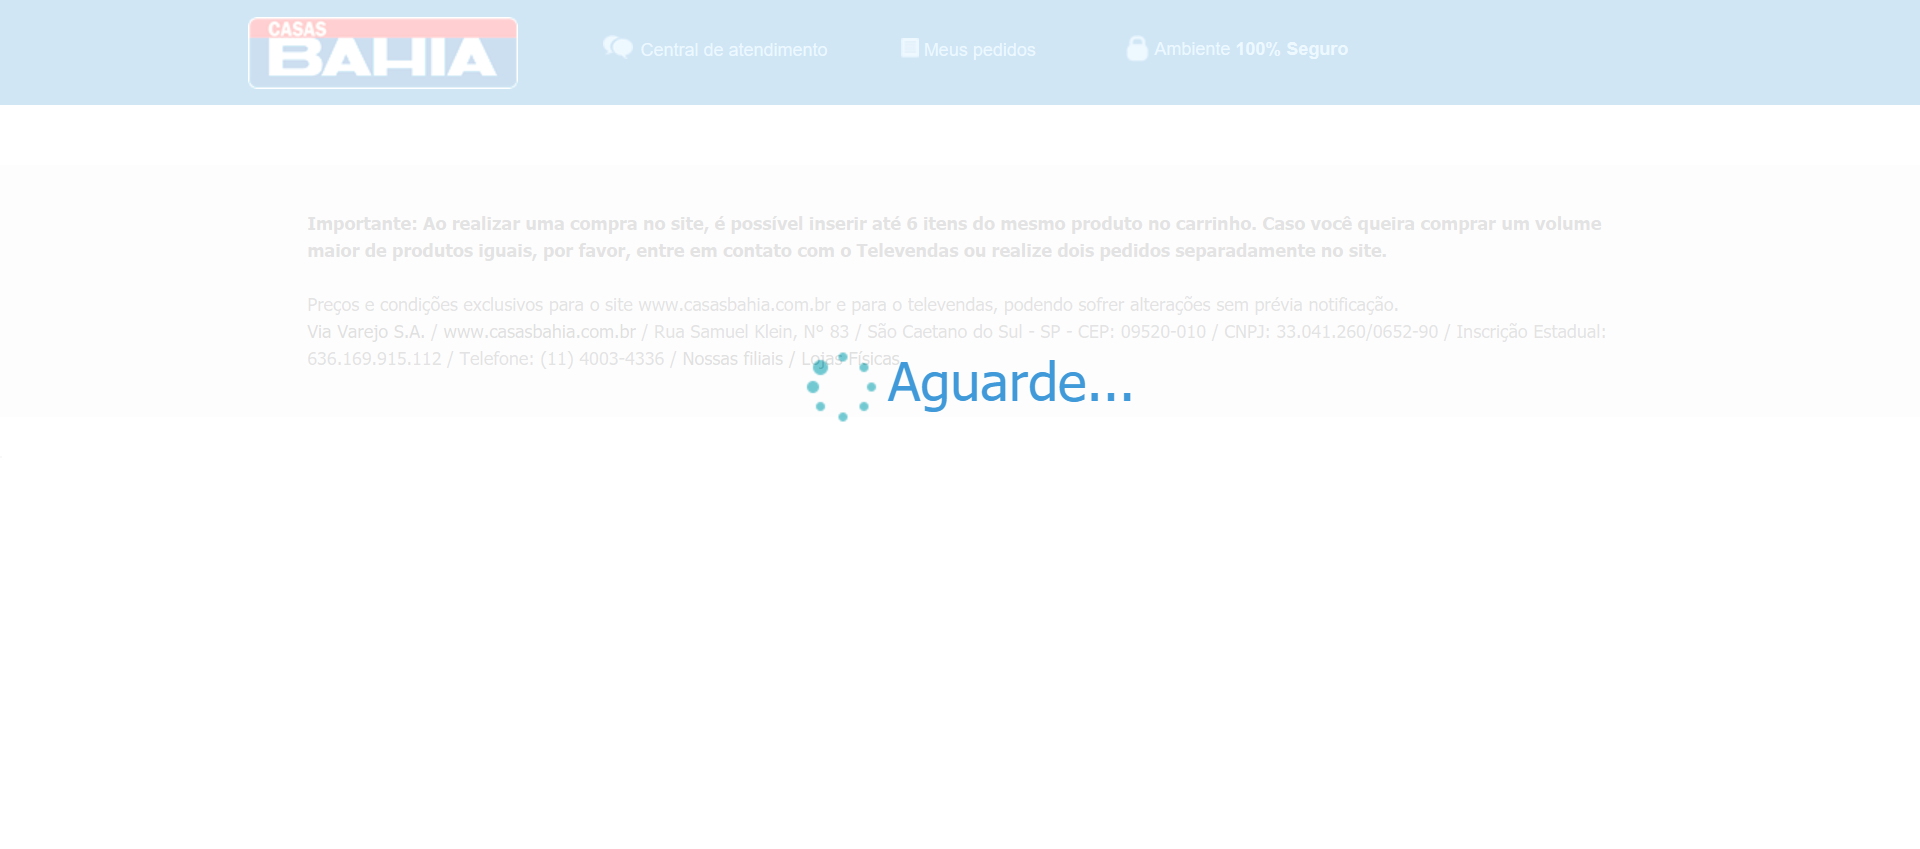 CASAS
BAHIA
Central de atendimento
Meus pedidos
Ambiente 100% Seguro
Importante: Ao realizar uma compra no site, é possível inserir até 6 itens do mesmo produto no carrinho. Caso você queira comprar um volume
maior de produtos iguais, por favor, entre em contato com o Televendas ou realize dois pedidos separadamente no site.
Preços e condições exclusivos para o site www.casasbahia.com.br e para o televendas, podendo sofrer alterações sem prévia notificação.
Via Varejo S.A. / www.casasbahia.com.br / Rua Samuel Klein, Nº 83 / São Caetano do Sul - SP - CEP: 09520-010 / CNPJ: 33.041.260/0652-90 / Inscrição Estadual:
636.169.915.112 / Telefone: (11) 4003-4336 / Nossas filiais / Lojas Físicas
Aguarde...